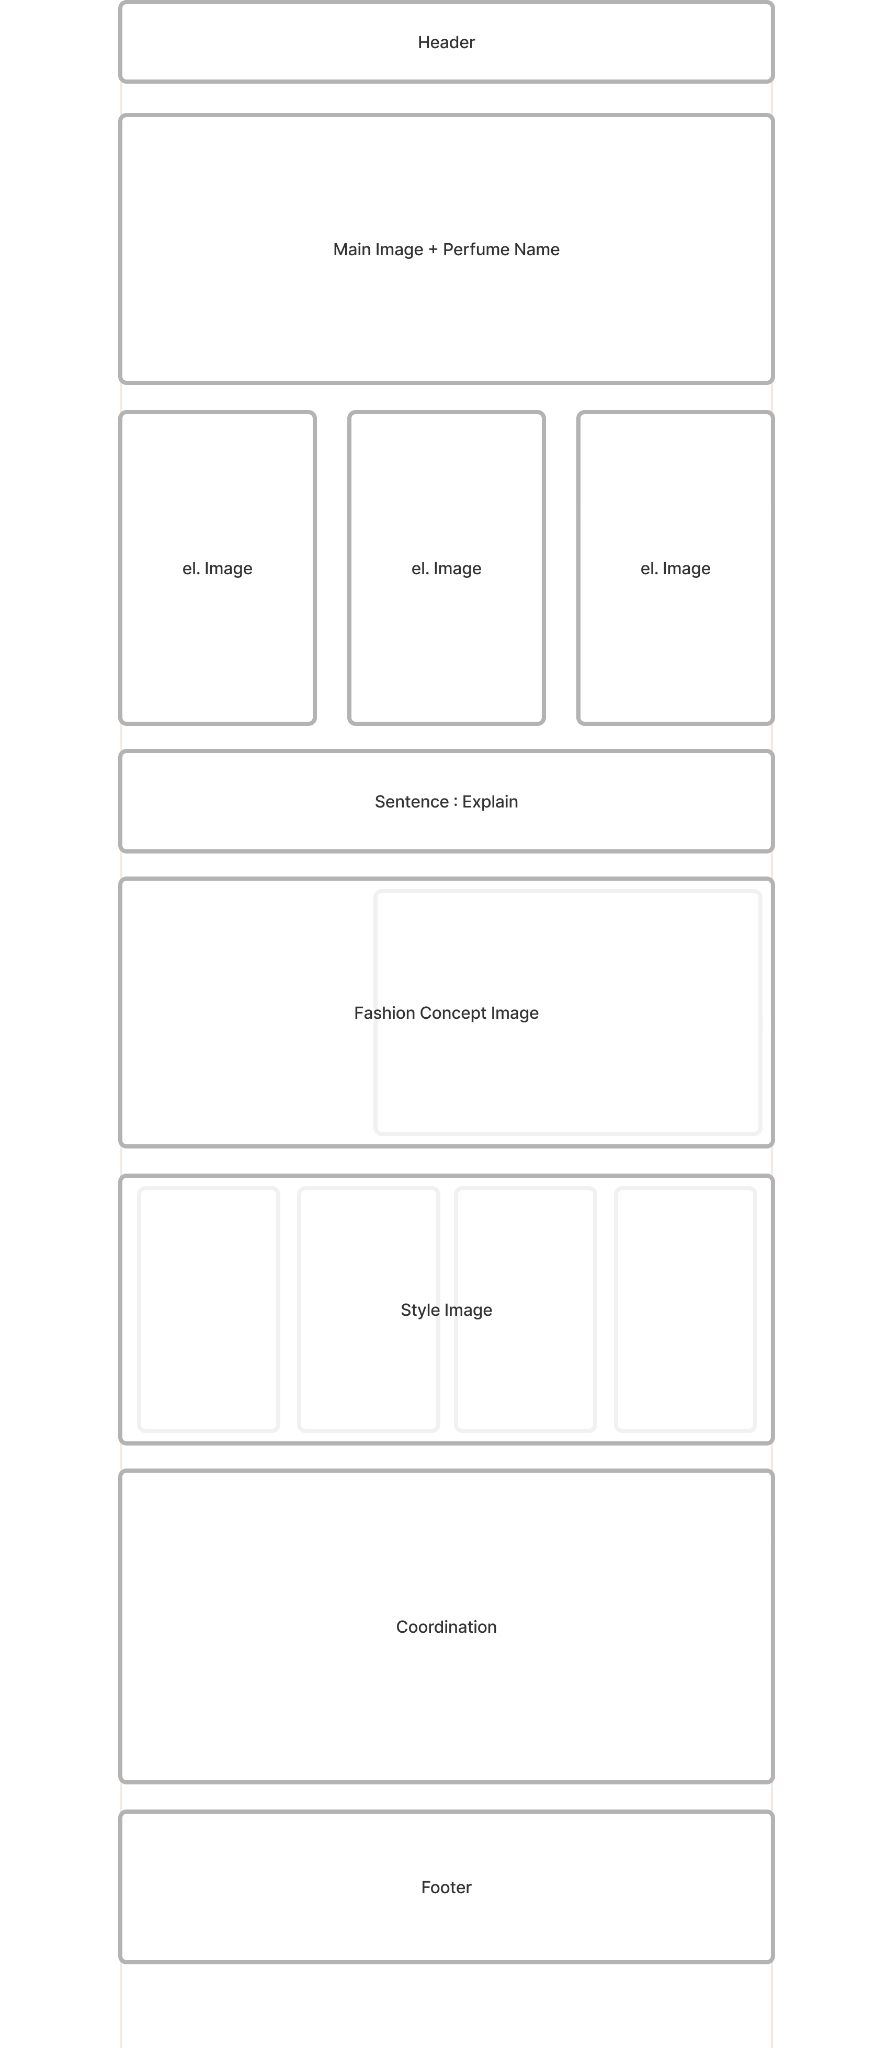 Header
Main Image + Perfume Name
el. Image
el. Image
el. Image
Sentence : Explain
Fashion Concept Image
Style Image
Coordination
Footer